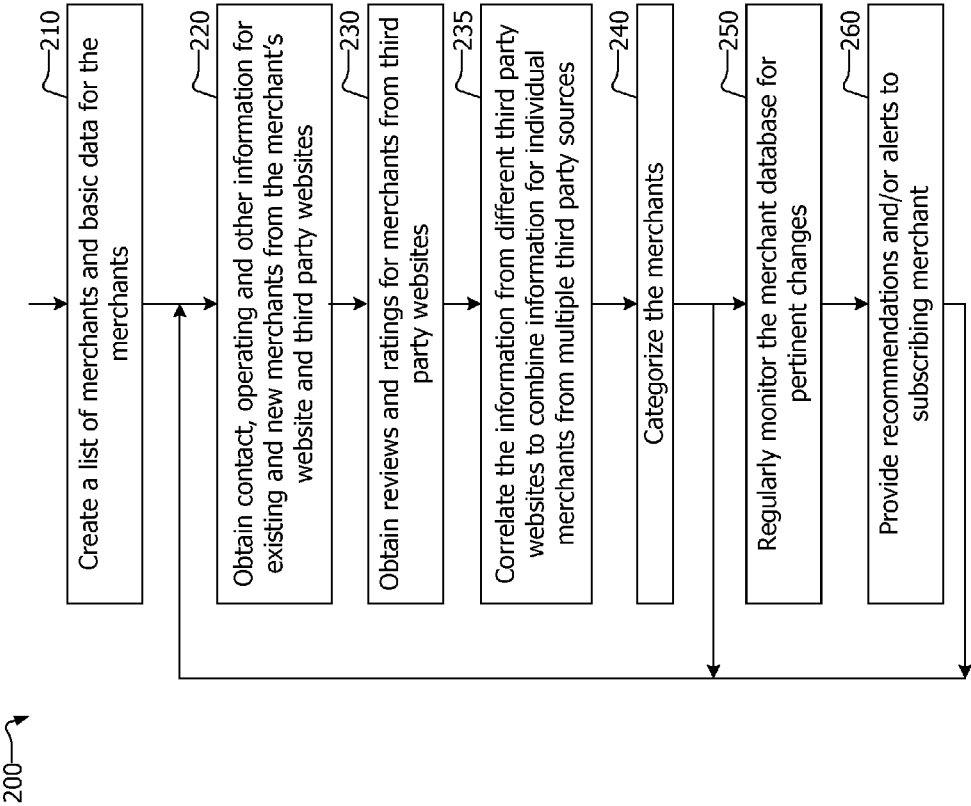 200
210
Create a list of merchants and basic data for the
merchants
220
Obtain contact, operating and other information for
existing and new merchants from the merchant's
website and third party websites
230
Obtain reviews and ratings for merchants from third
party websites
235
Correlate the information from different third party
websites to combine information for individual
merchants from multiple third party sources
240
Categorize the merchants
250
Regularly monitor the merchant database for
pertinent changes
260
Provide recommendations and/or alerts to
subscribing merchant